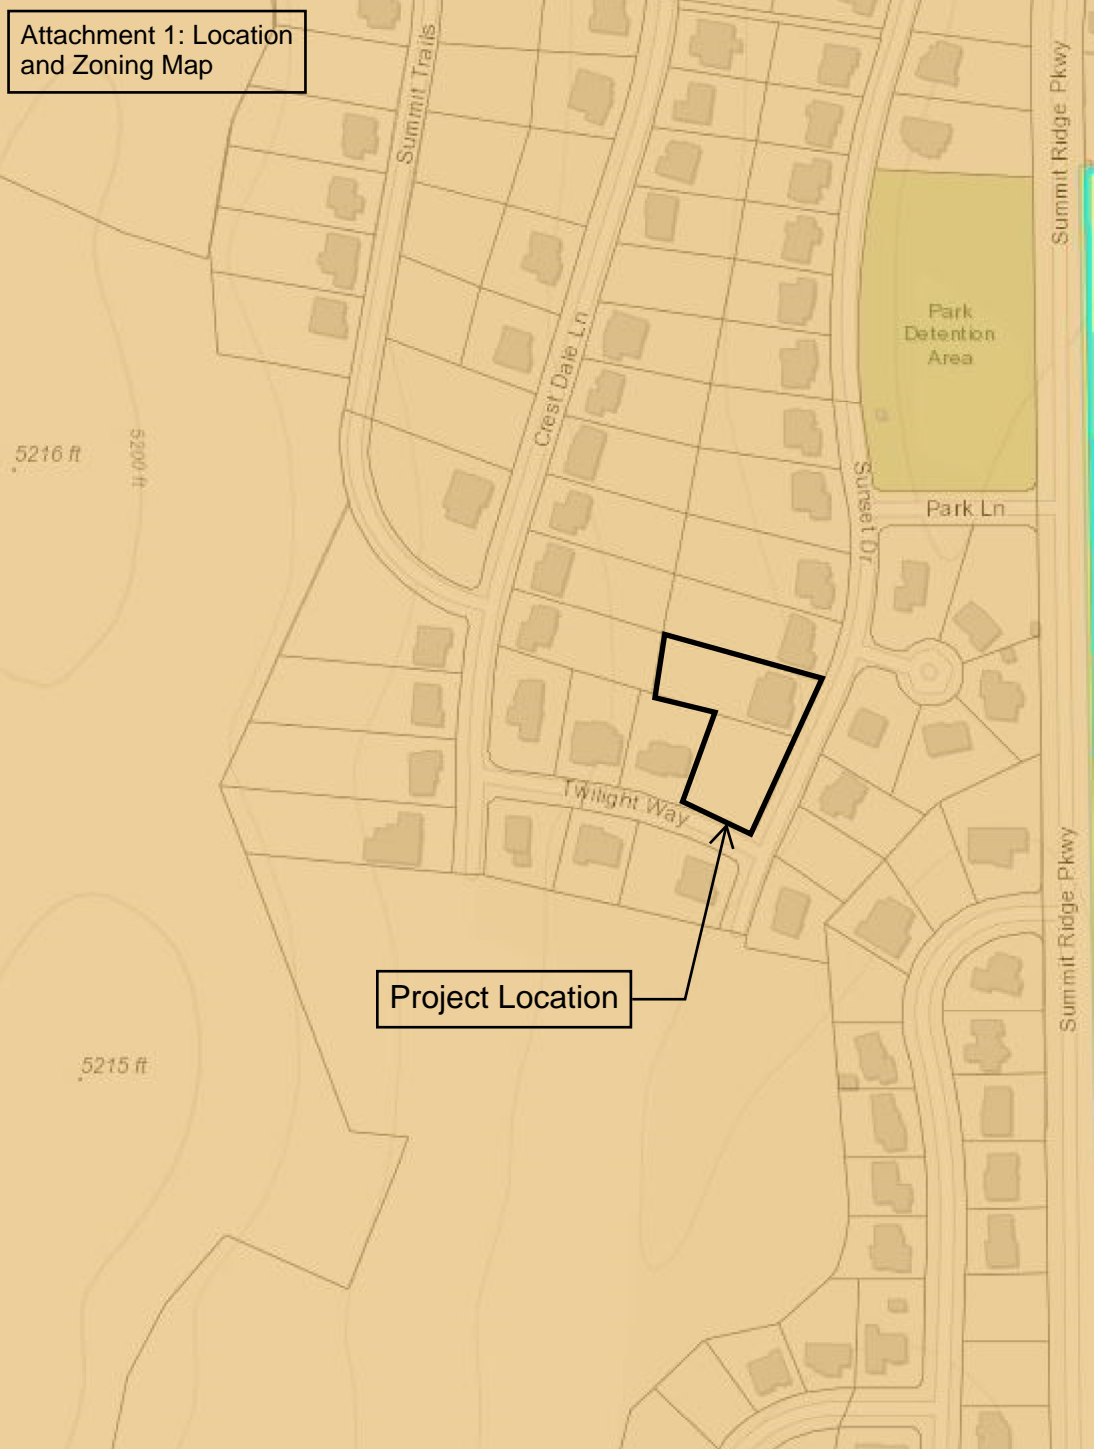 Attachment 1: Location
and Zoning Map
Summit Trails
Summit Ridge Pkwy
Park
Detention
Area
Crest Dale Ln
5216 ft
5200 ft
Sunset Dr
Park Ln
Twilight Way
Summit Ridge Pkwy
Project Location
5215 ft